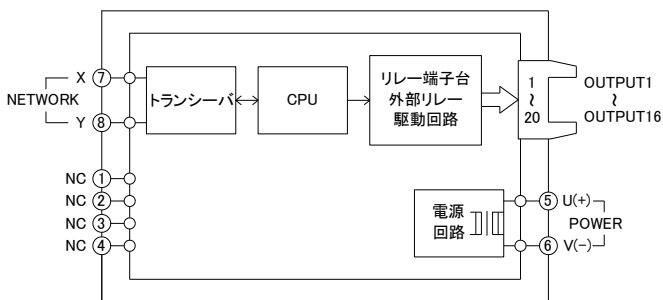 X ⑦
NETWORK
Y ⑧
トランシーバ
CPU
リレー端子台
外部リレー
駆動回路
1
~
20
OUTPUT1
~
OUTPUT16
NC ①
NC ②
NC ③
NC ④
電源
回路
⑤ U(+)
POWER
⑥ V(−)